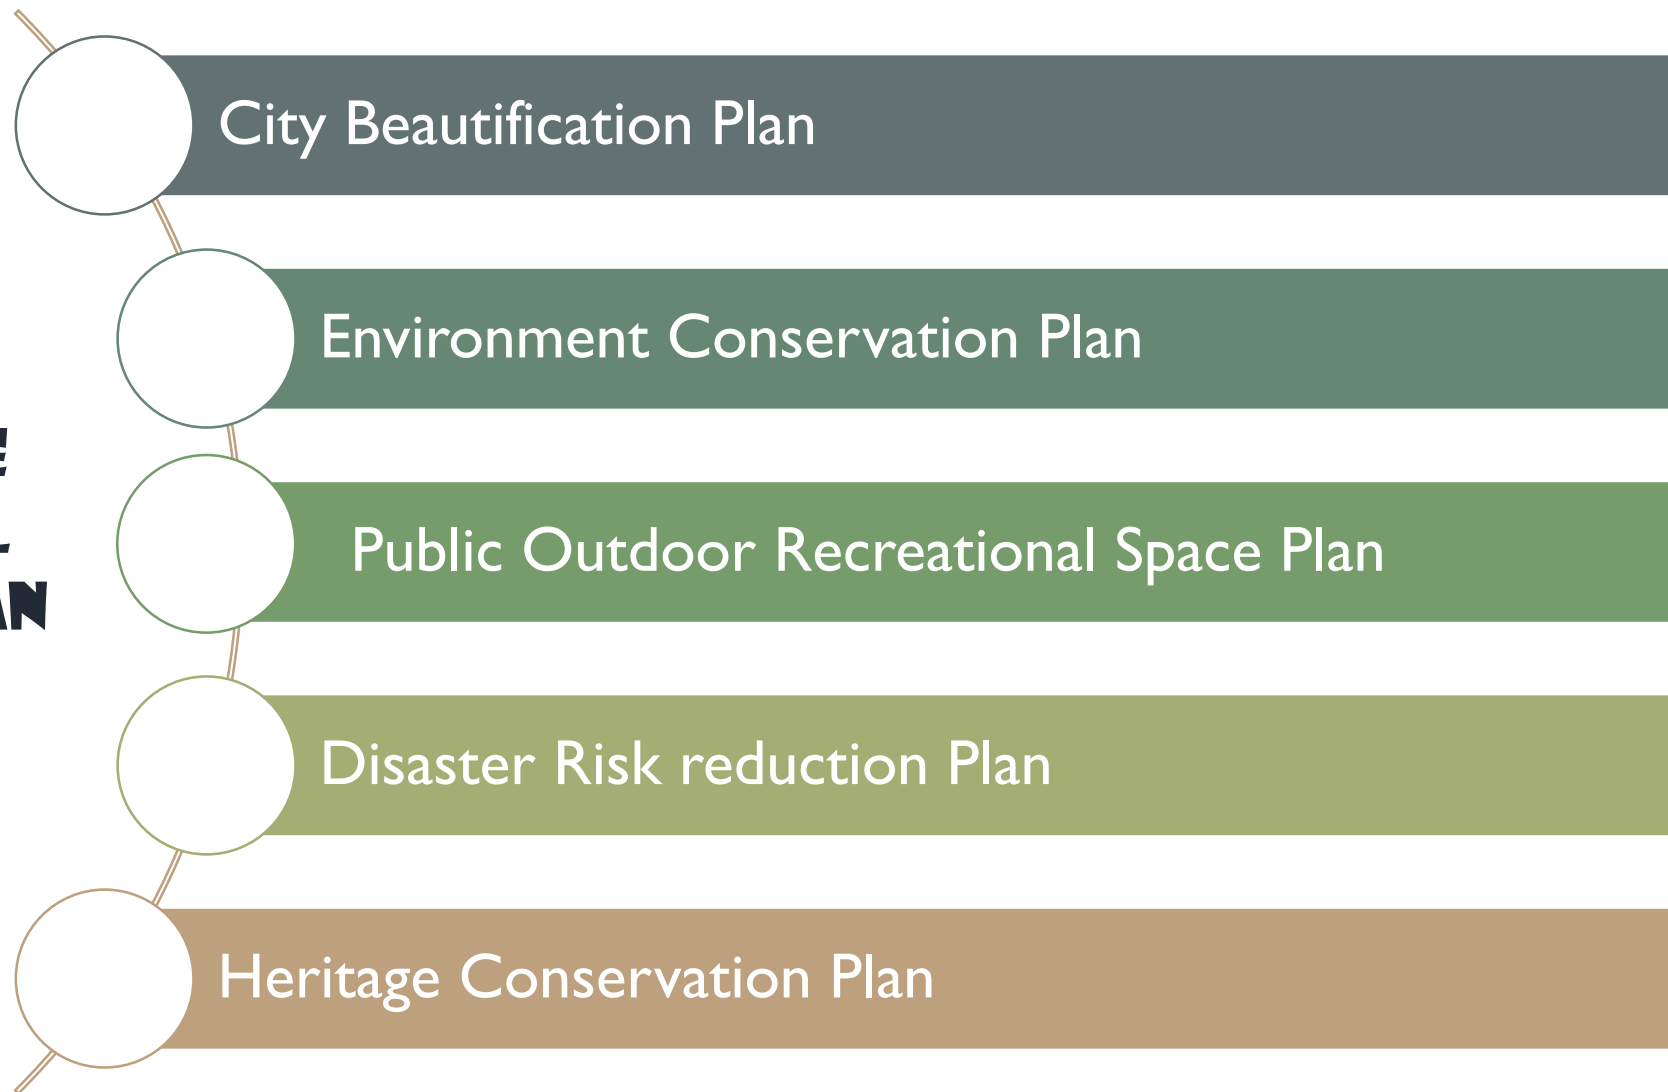 City Beautification Plan
Environment Conservation Plan
Public Outdoor Recreational Space Plan
Disaster Risk reduction Plan
Heritage Conservation Plan